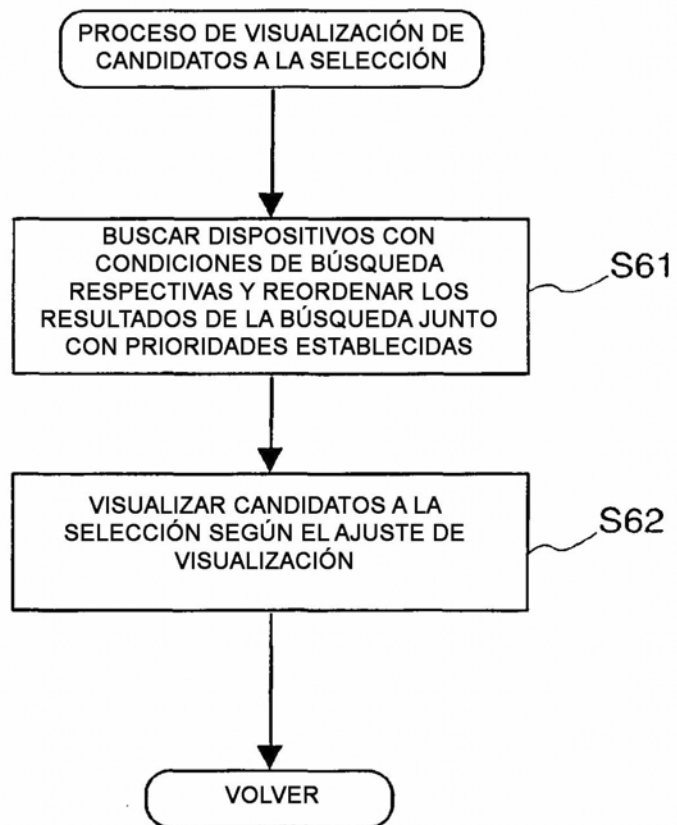 PROCESO DE VISUALIZACIÓN DE
CANDIDATOS A LA SELECCIÓN
BUSCAR DISPOSITIVOS CON
CONDICIONES DE BÚSQUEDA
RESPECTIVAS Y REORDENAR LOS
RESULTADOS DE LA BÚSQUEDA JUNTO
CON PRIORIDADES ESTABLECIDAS
S61
VISUALIZAR CANDIDATOS A LA
SELECCIÓN SEGÚN EL AJUSTE DE
VISUALIZACIÓN
S62
VOLVER